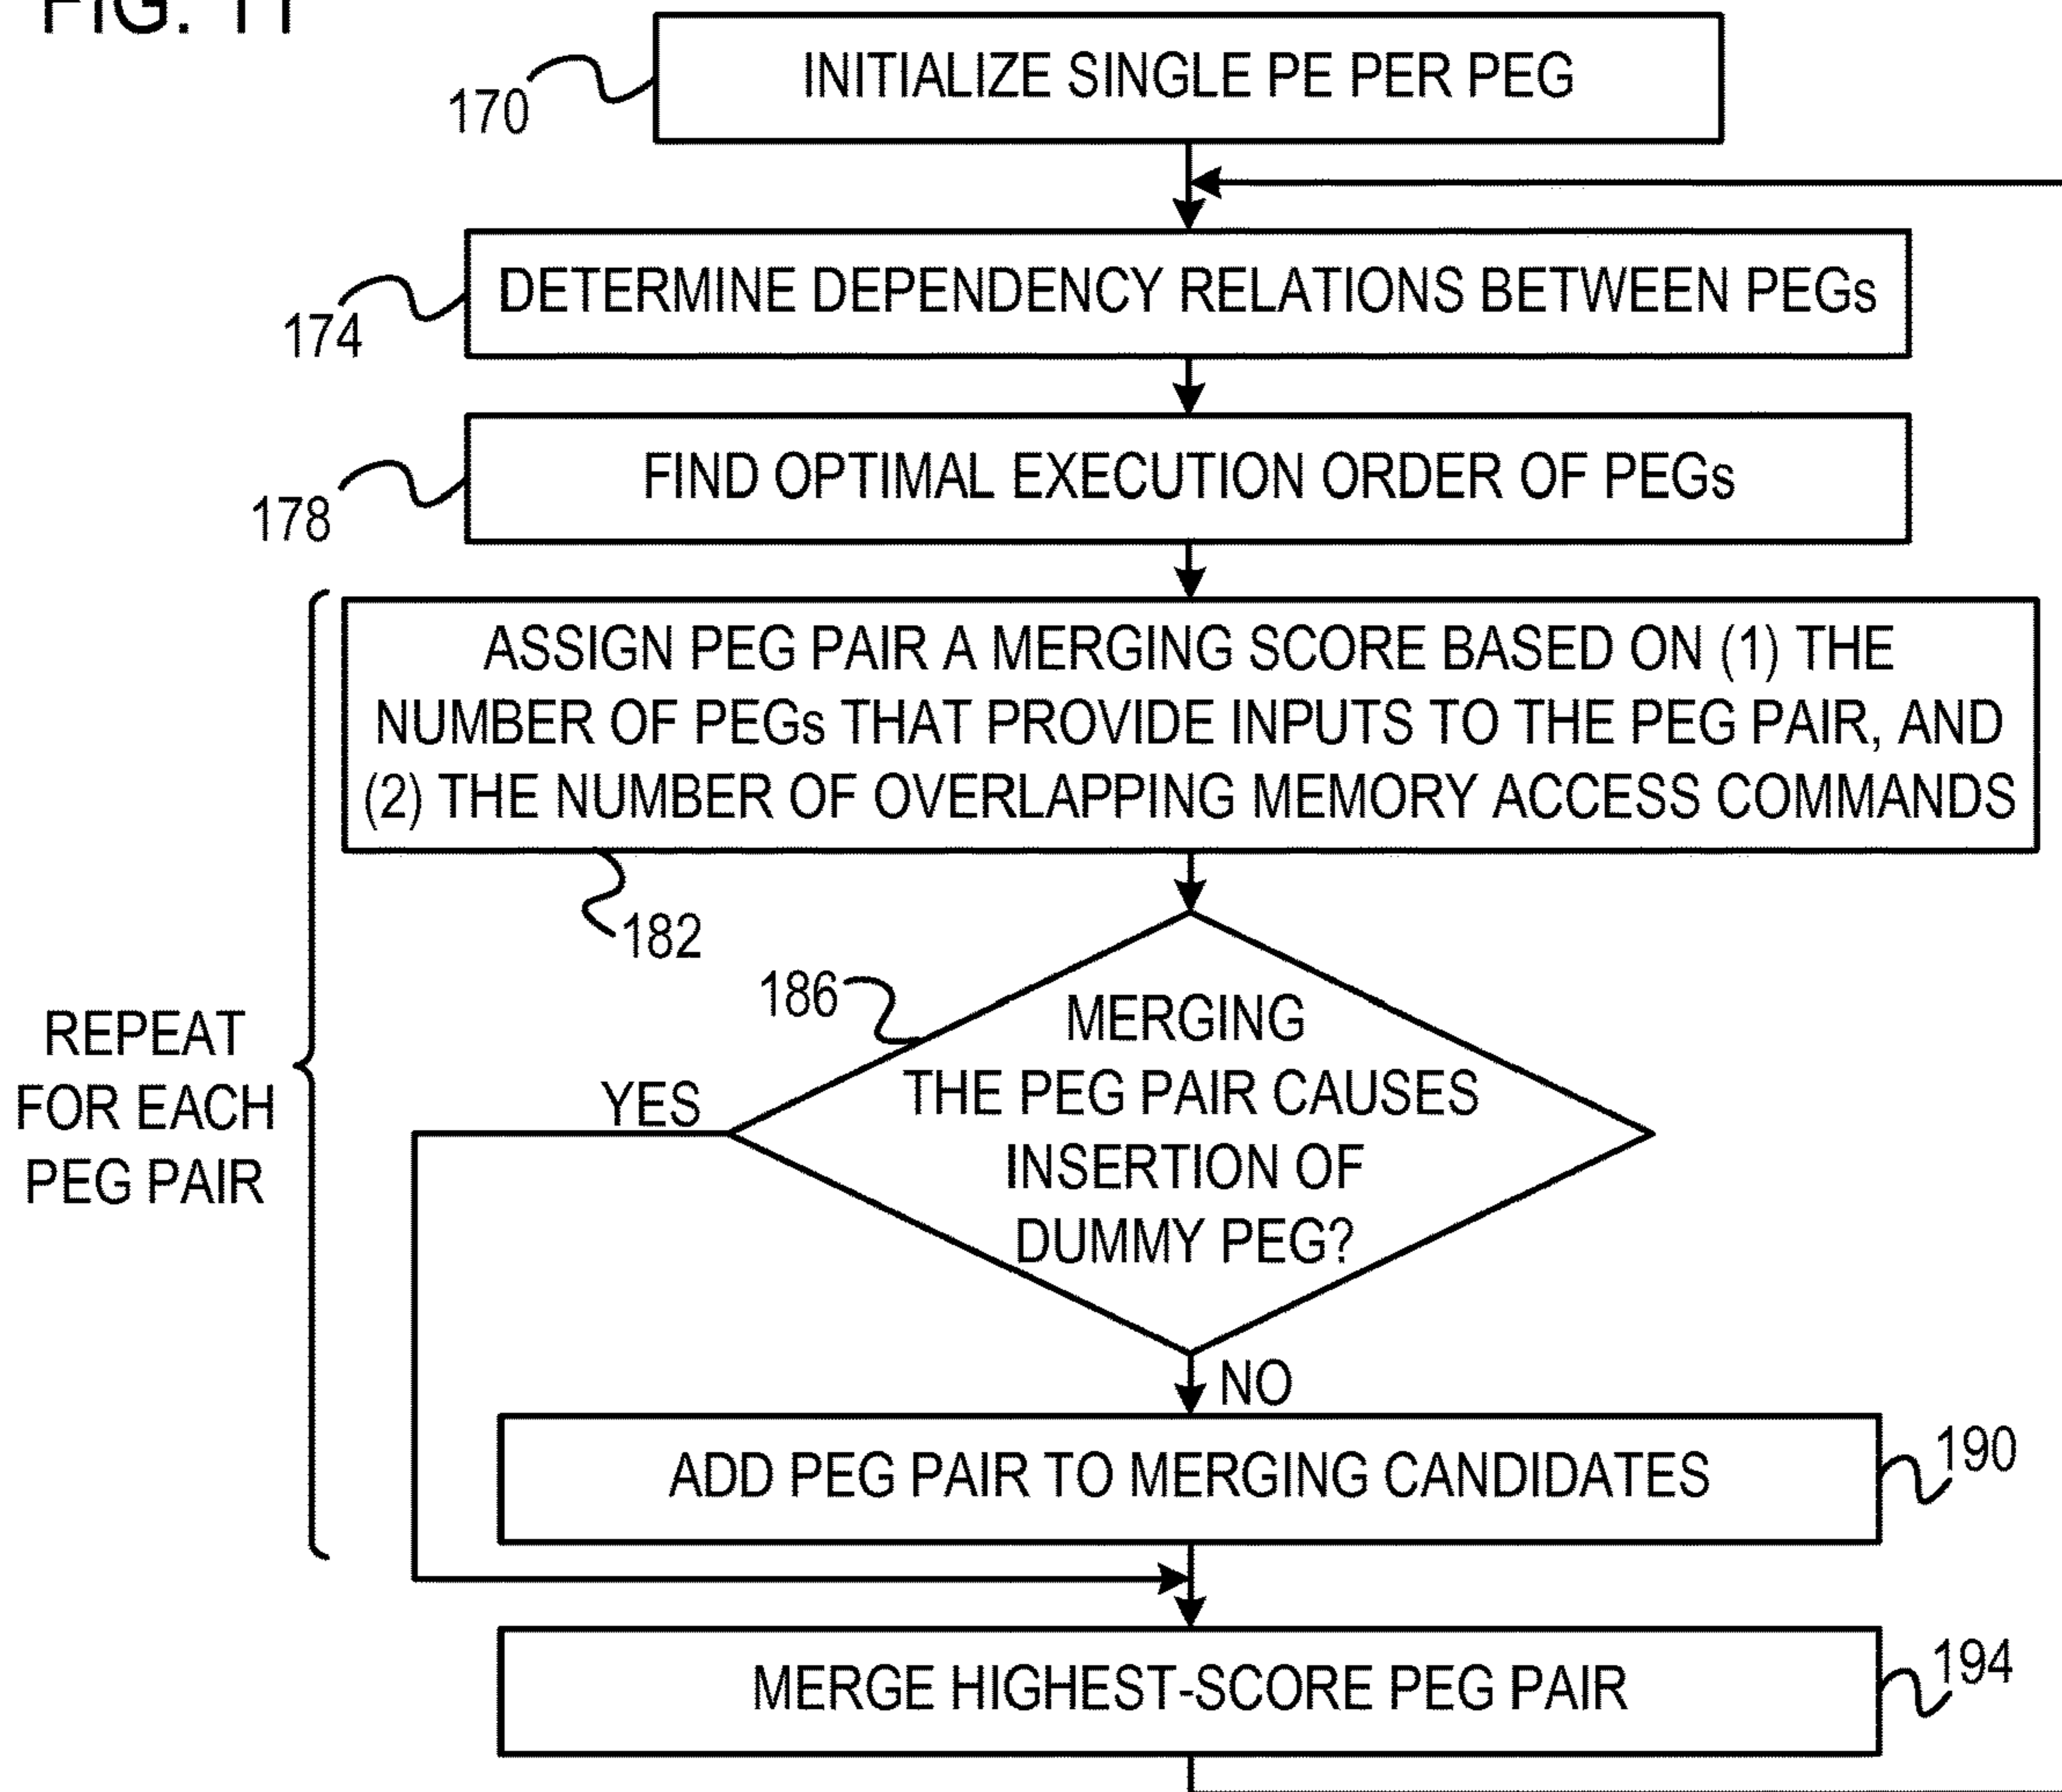 FIG. 11
INITIALIZE SINGLE PE PER PEG
170
DETERMINE DEPENDENCY RELATIONS BETWEEN PEGs
174
FIND OPTIMAL EXECUTION ORDER OF PEGs
178
ASSIGN PEG PAIR A MERGING SCORE BASED ON (1) THE
NUMBER OF PEGs THAT PROVIDE INPUTS TO THE PEG PAIR, AND
(2) THE NUMBER OF OVERLAPPING MEMORY ACCESS COMMANDS
182
186
MERGING
THE PEG PAIR CAUSES
INSERTION OF
DUMMY PEG?
REPEAT
FOR EACH
PEG PAIR
YES
NO
ADD PEG PAIR TO MERGING CANDIDATES
190
MERGE HIGHEST-SCORE PEG PAIR
194